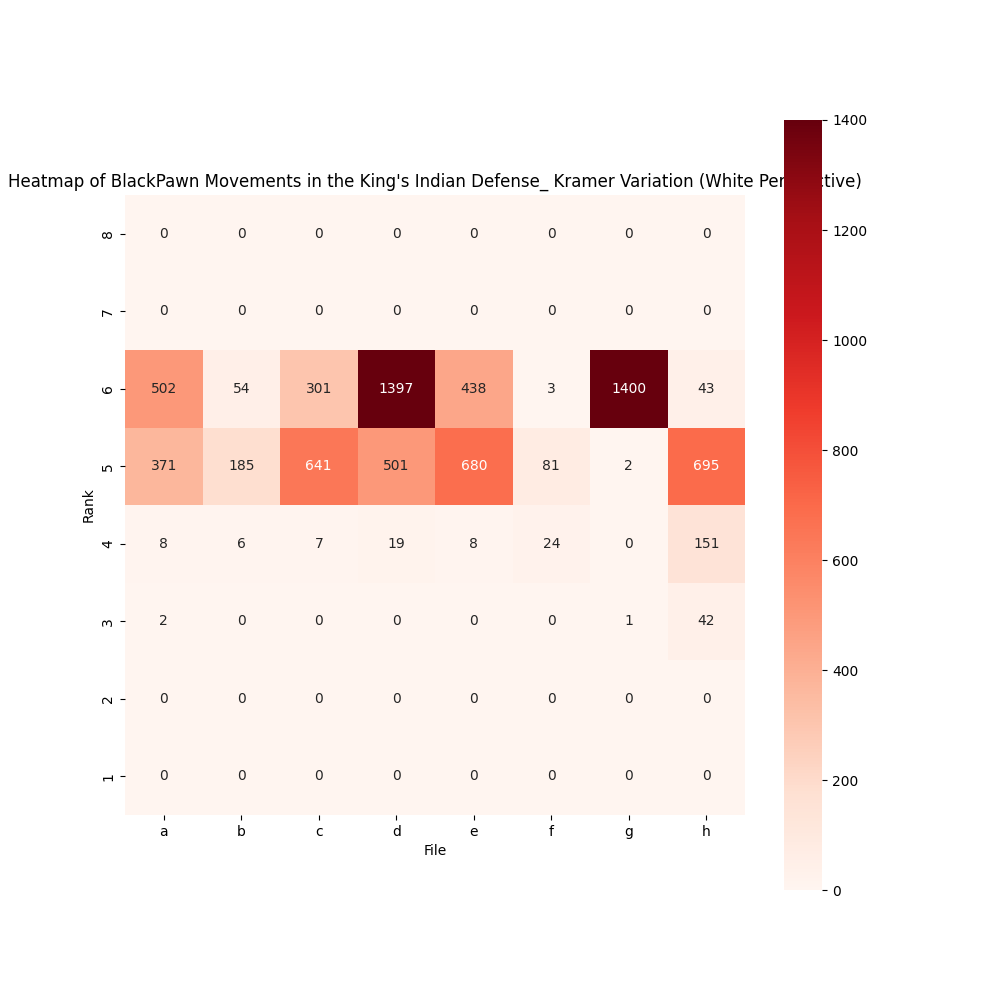 Heatmap of BlackPawn Movements in the King's Indian Defense_ Kramer Variation (White Per ctive)
1400
1200
1000
800
600
400
200
0
Rank
8 0 0 0 0 0 0 0 0
7 0 0 0 0 0 0 0 0
6 502 54 301 1397 438 3 1400 43
5 371 185 641 501 680 81 2 695
4 8 6 7 19 8 24 0 151
3 2 0 0 0 0 0 1 42
2 0 0 0 0 0 0 0 0
1 0 0 0 0 0 0 0 0
a b c d e f g h
File